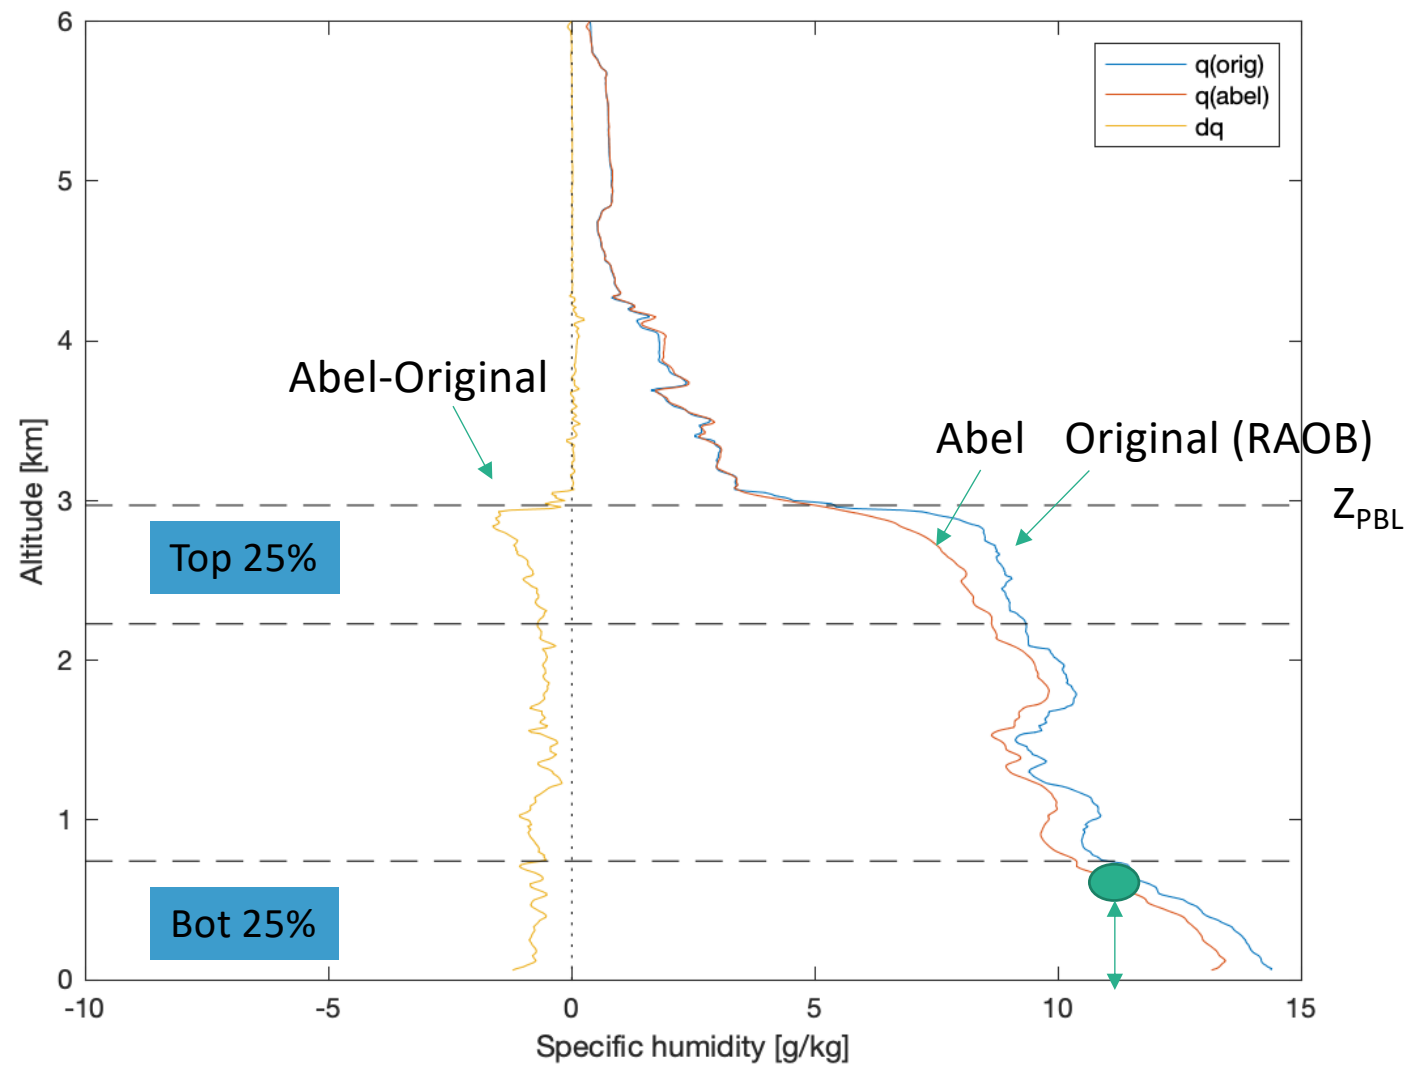 6
q(orig)
q(abel)
dq
5
4
Abel-Original
Abel
Original (RAOB)
3
Z_PBL
Top 25%
Altitude [km]
2
1
Bot 25%
0
-10
-5
0
5
10
15
Specific humidity [g/kg]